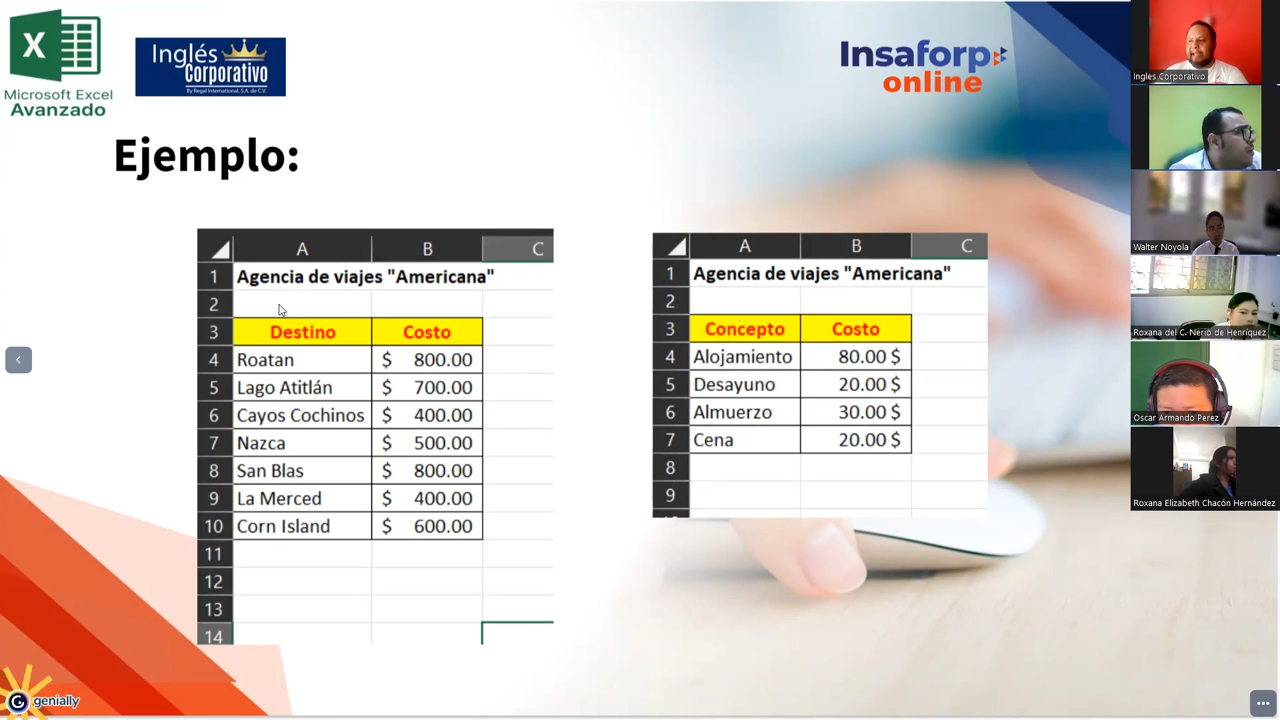 X
Microsoft Excel
Avanzado
Inglés
Corporativo
By Regal International, S.A. de C.V.
Insaforp
online
Ejemplo:
A B C
1 Agencia de viajes "Americana"
2
3 Destino Costo
4 Roatan $ 800.00
5 Lago Atitlán $ 700.00
6 Cayos Cochinos $ 400.00
7 Nazca $ 500.00
8 San Blas $ 800.00
9 La Merced $ 400.00
10 Corn Island $ 600.00
11
12
13
14
A B C
1 Agencia de viajes "Americana"
2
3 Concepto Costo
4 Alojamiento 80.00 $
5 Desayuno 20.00 $
6 Almuerzo 30.00 $
7 Cena 20.00 $
8
9
Ingles Corporativo
Walter Noyola
Roxana del C. Nerio de Henríquez
Oscar Armando Perez
Roxana Elizabeth Chacón Hernández
G genially